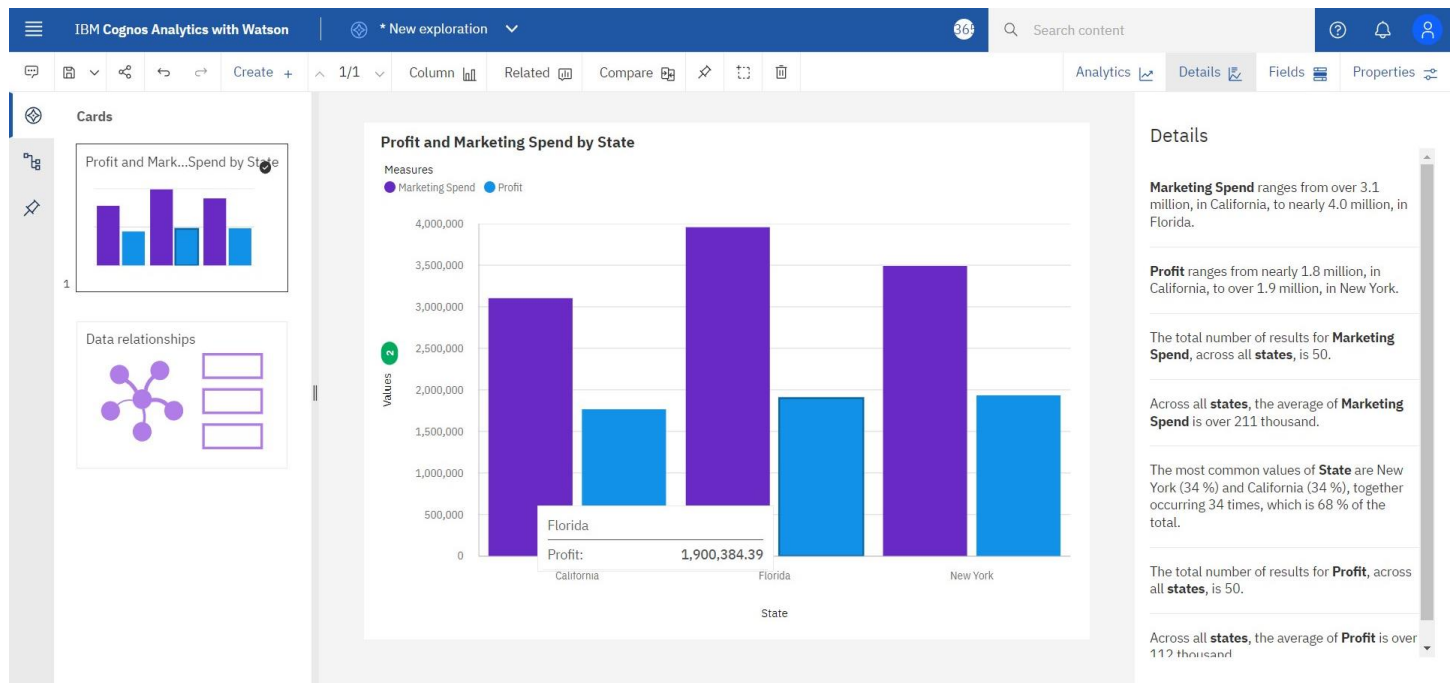 IBM Cognos Analytics with Watson
* New exploration
365
Search content
Create +
1/1
Column
Related
Compare
Analytics
Details
Fields
Properties
Cards
Profit and Mark...Spend by State
1
Data relationships
Profit and Marketing Spend by State
Measures
Marketing Spend Profit
4,000,000
3,500,000
3,000,000
2,500,000
2,000,000
1,500,000
1,000,000
500,000
0
Values 2
Florida
Profit: 1,900,384.39
California Florida New York
State
Details
Marketing Spend ranges from over 3.1
million, in California, to nearly 4.0 million, in
Florida.
Profit ranges from nearly 1.8 million, in
California, to over 1.9 million, in New York.
The total number of results for Marketing
Spend, across all states, is 50.
Across all states, the average of Marketing
Spend is over 211 thousand.
The most common values of State are New
York (34 %) and California (34 %), together
occurring 34 times, which is 68 % of the
total.
The total number of results for Profit, across
all states, is 50.
Across all states, the average of Profit is over
112 thousand